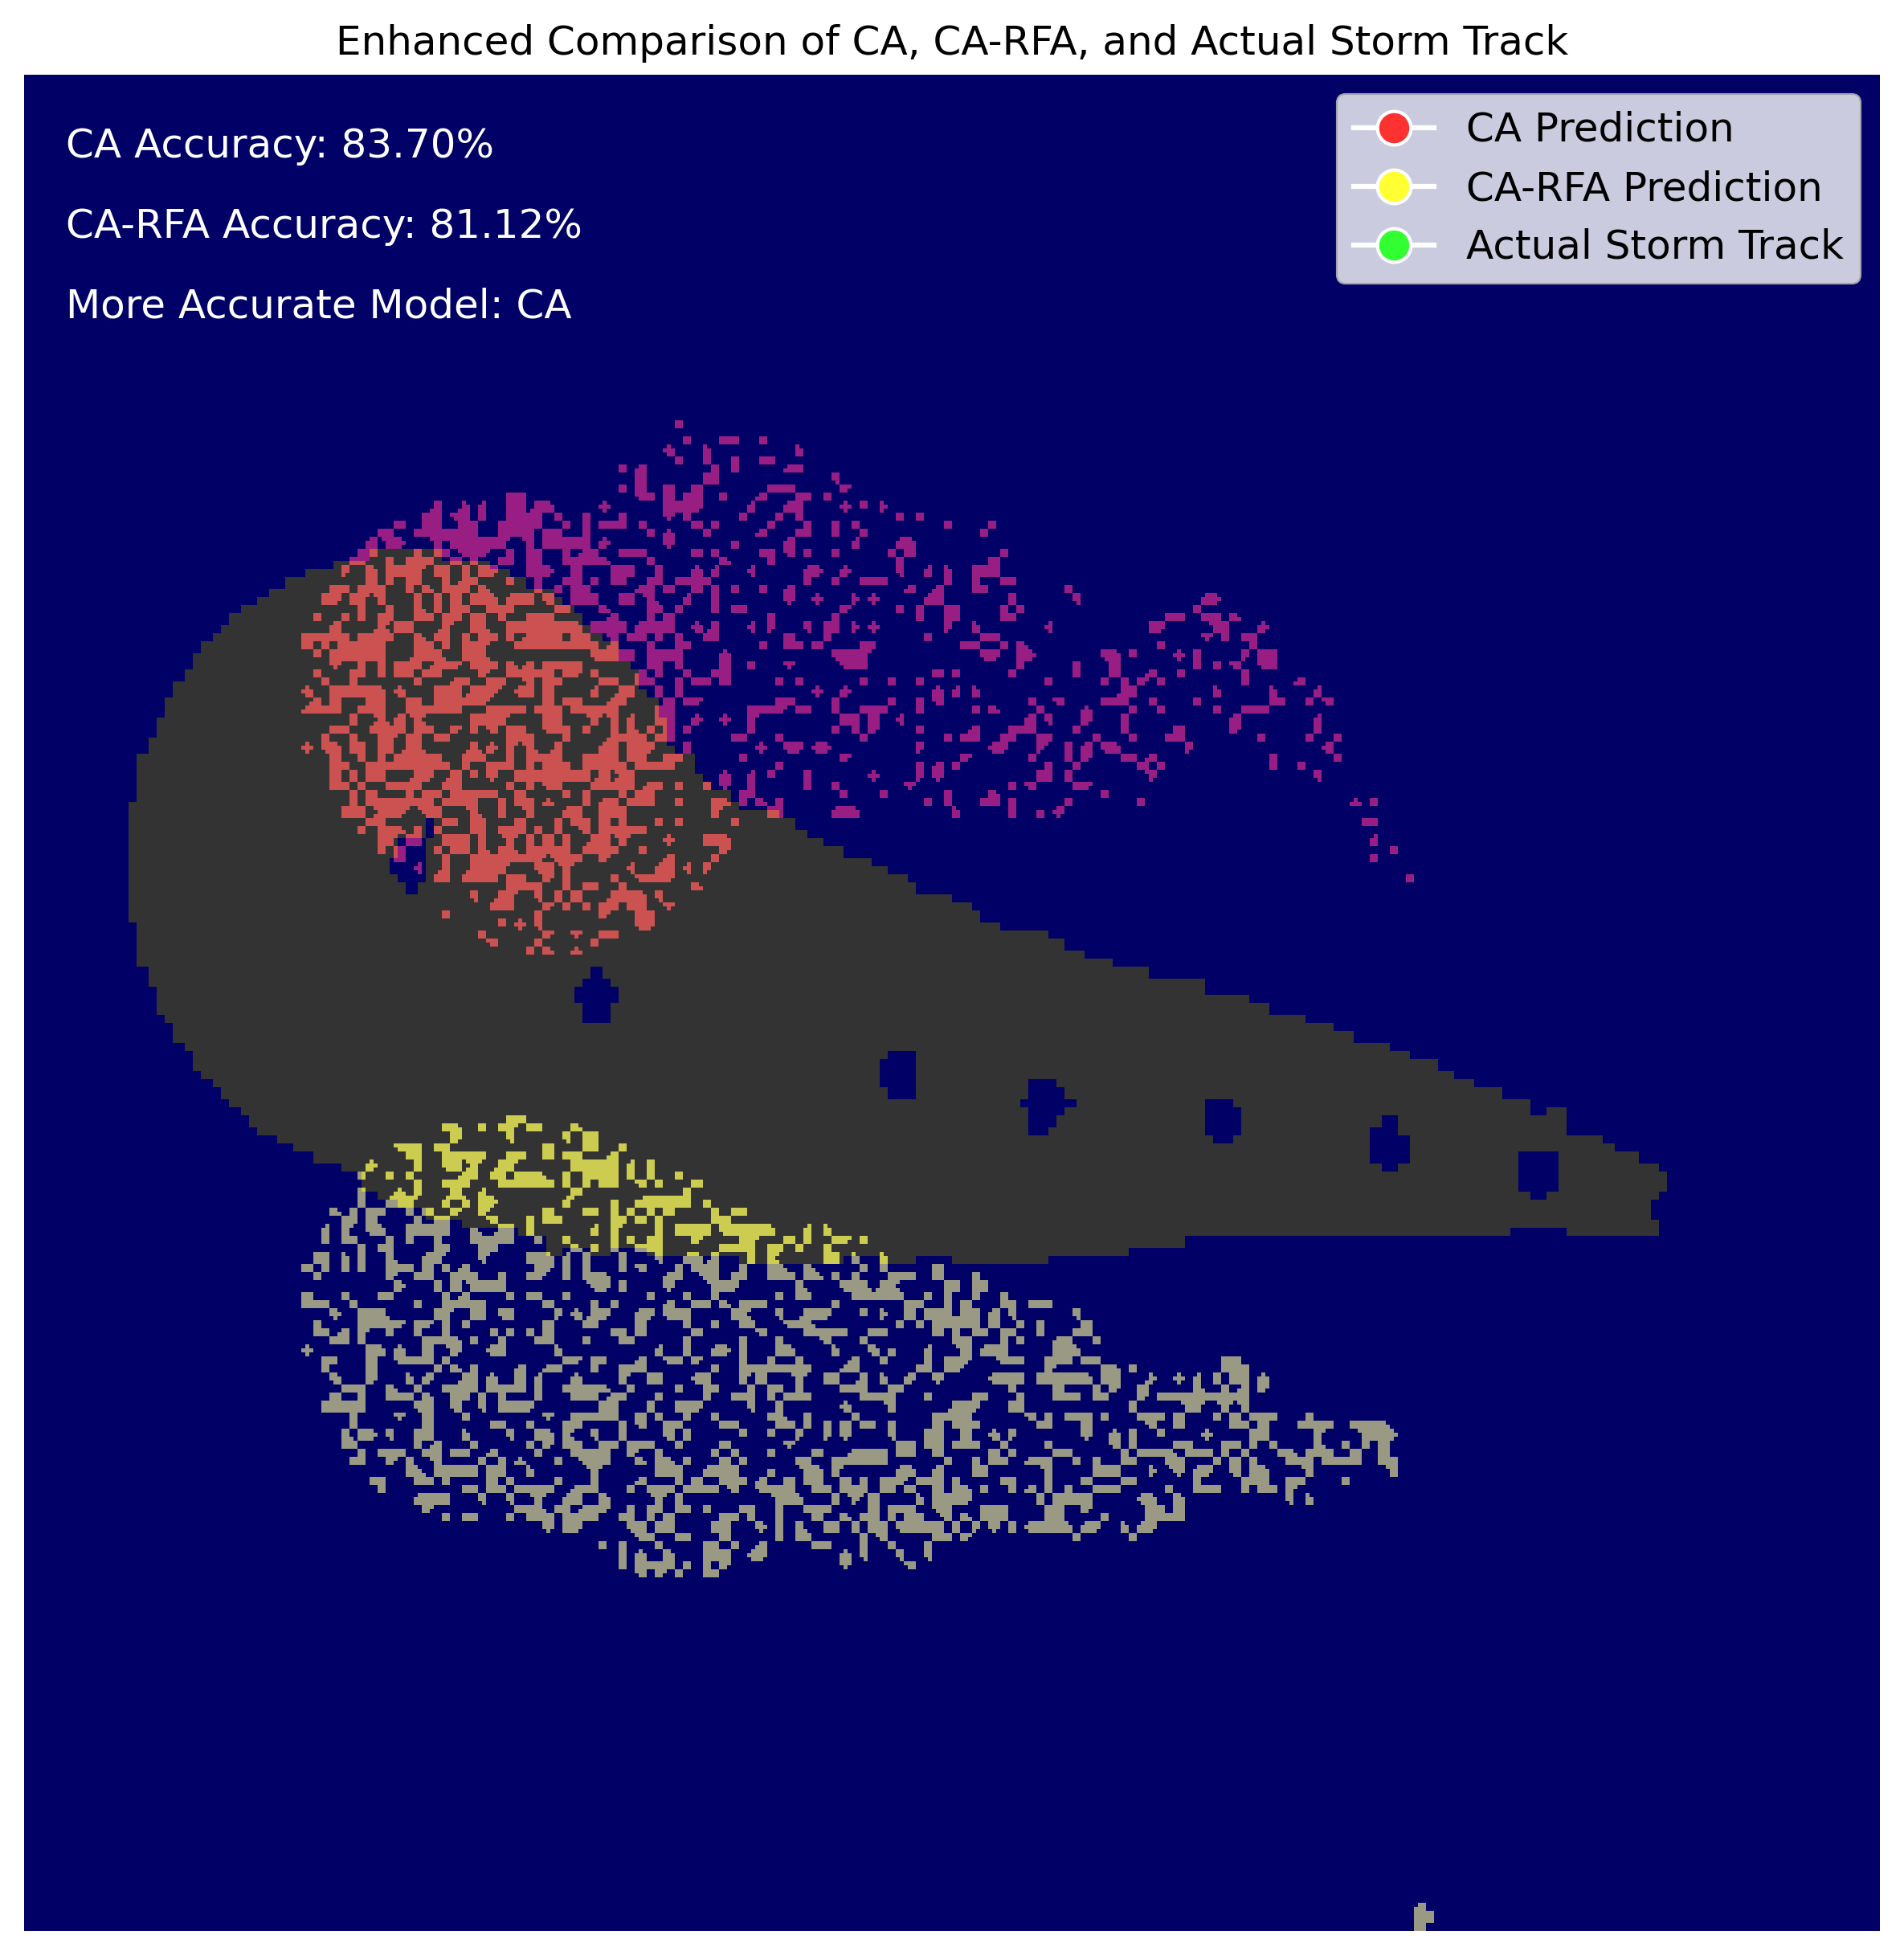 Enhanced Comparison of CA, CA-RFA, and Actual Storm Track
CA Accuracy: 83.70%
CA-RFA Accuracy: 81.12%
More Accurate Model: CA
CA Prediction
CA-RFA Prediction
Actual Storm Track